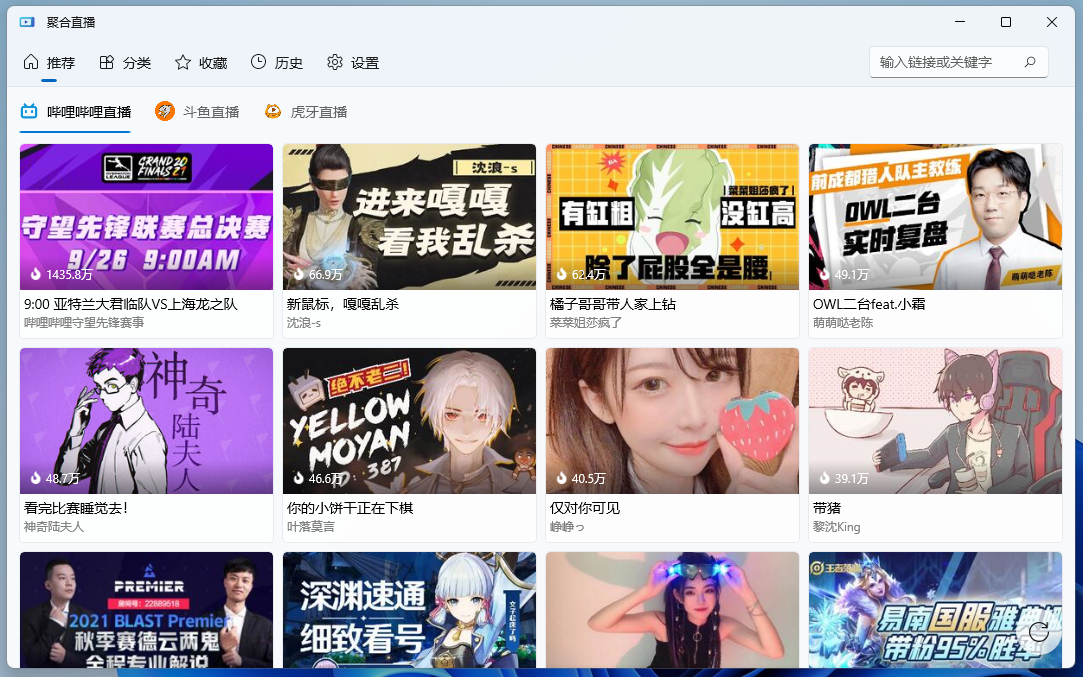 聚合直播
推荐 分类 收藏 历史 设置
输入链接或关键字
哔哩哔哩直播 斗鱼直播 虎牙直播
GRAND 20
FINALS 21
LEAGUE
守望先锋联赛总决赛
9/26 9:00AM
1435.8万
9:00 亚特兰大君临队VS上海龙之队
哔哩哔哩守望先锋赛事
沈浪-s
进来嘎嘎
看我乱杀
66.9万
新鼠标，嘎嘎乱杀
沈浪-s
菜菜姐莎疯了
有缸粗 没缸高
除了屁股全是腰
62.4万
橘子哥哥带人家上钻
菜菜姐莎疯了
前成都猎人队主教练
OWL二台
实时复盘
萌萌哒老陈
49.1万
OWL二台feat.小霜
萌萌哒老陈
神奇
陆夫人
48.7万
看完比赛睡觉去！
神奇陆夫人
绝不老二!
YELLOW
MOYAN
387
46.6万
你的小饼干正在下棋
叶落莫言
40.5万
仅对你可见
峥峥っ
39.1万
带猪
黎沈King
PREMIER
房间号：22889518
2021 BLAST Premier
秋季赛德云两鬼
全程专业解说
深渊速通
细致看号
王者荣耀
易南国服雅典娜
带粉95%胜率